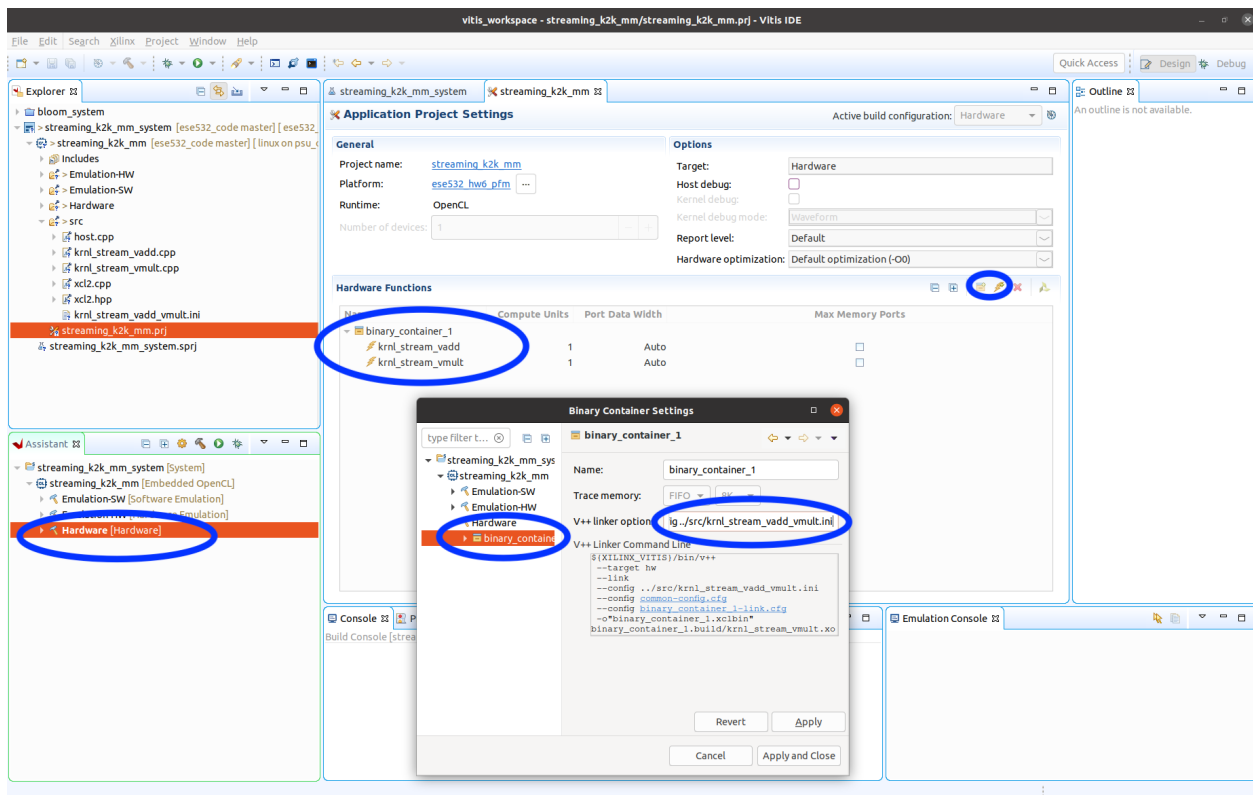 vitis_workspace - streaming_k2k_mm/streaming_k2k_mm.prj - Vitis IDE
File Edit Search Xilinx Project Window Help
Quick Access Design Debug
Explorer
bloom_system
> streaming_k2k_mm_system [ese532_code master] [ ese532_
> streaming_k2k_mm [ese532_code master] [ linux on psu_c
Includes
> Emulation-HW
> Emulation-SW
> Hardware
> src
host.cpp
krnl_stream_vadd.cpp
krnl_stream_vmult.cpp
xcl2.cpp
xcl2.hpp
krnl_stream_vadd_vmult.ini
streaming_k2k_mm.prj
streaming_k2k_mm_system.sprj
streaming_k2k_mm_system streaming_k2k_mm
Application Project Settings
Active build configuration: Hardware
General
Project name: streaming_k2k_mm
Platform: ese532_hw6_pfm ...
Runtime: OpenCL
Number of devices: 1
Options
Target: Hardware
Host debug:
Kernel debug:
Kernel debug mode: Waveform
Report level: Default
Hardware optimization: Default optimization (-O0)
Hardware Functions
Compute Units Port Data Width Max Memory Ports
binary_container_1
krnl_stream_vadd 1 Auto
krnl_stream_vmult 1 Auto
Outline
An outline is not available.
Assistant
streaming_k2k_mm_system [System]
streaming_k2k_mm [Embedded OpenCL]
Emulation-SW [Software Emulation]
Emulation]
Hardware [Hardware]
Binary Container Settings
type filter t...
streaming_k2k_mm_sys
streaming_k2k_mm
Emulation-SW
Emulation-HW
Hardware
binary_containe
binary_container_1
Name: binary_container_1
Trace memory: FIFO 8K
V++ linker option ig ../src/krnl_stream_vadd_vmult.ini
V++ Linker Command Line
${XILINX_VITIS}/bin/v++
--target hw
--link
--config ../src/krnl_stream_vadd_vmult.ini
--config common-config.cfg
--config binary_container_1-link.cfg
-o"binary_container_1.xclbin"
binary_container_1.build/krnl_stream_vmult.xo
Revert Apply
Cancel Apply and Close
Console
Build Console [strea
Emulation Console